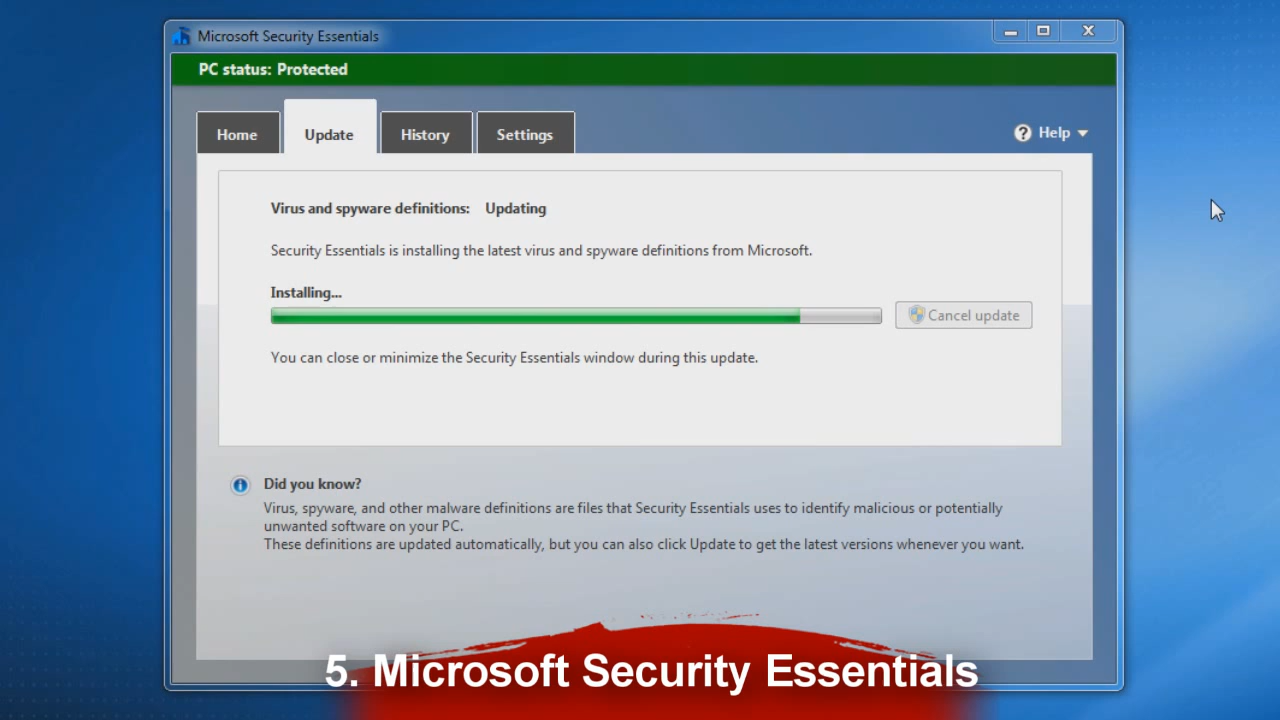 Microsoft Security Essentials
PC status: Protected
Home
Update
History
Settings
Help
Virus and spyware definitions: Updating
Security Essentials is installing the latest virus and spyware definitions from Microsoft.
Installing...
Cancel update
You can close or minimize the Security Essentials window during this update.
Did you know?
Virus, spyware, and other malware definitions are files that Security Essentials uses to identify malicious or potentially
unwanted software on your PC.
These definitions are updated automatically, but you can also click Update to get the latest versions whenever you want.
5. Microsoft Security Essentials